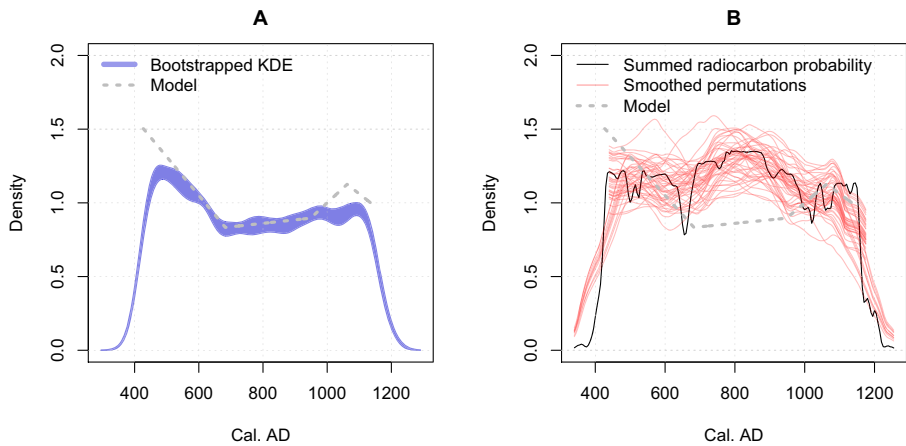 A
Density
0.0
0.5
1.0
1.5
2.0
Bootstrapped KDE
Model
400
600
800
1000
1200
Cal. AD
B
Density
0.0
0.5
1.0
1.5
2.0
Summed radiocarbon probability
Smoothed permutations
Model
400
600
800
1000
1200
Cal. AD